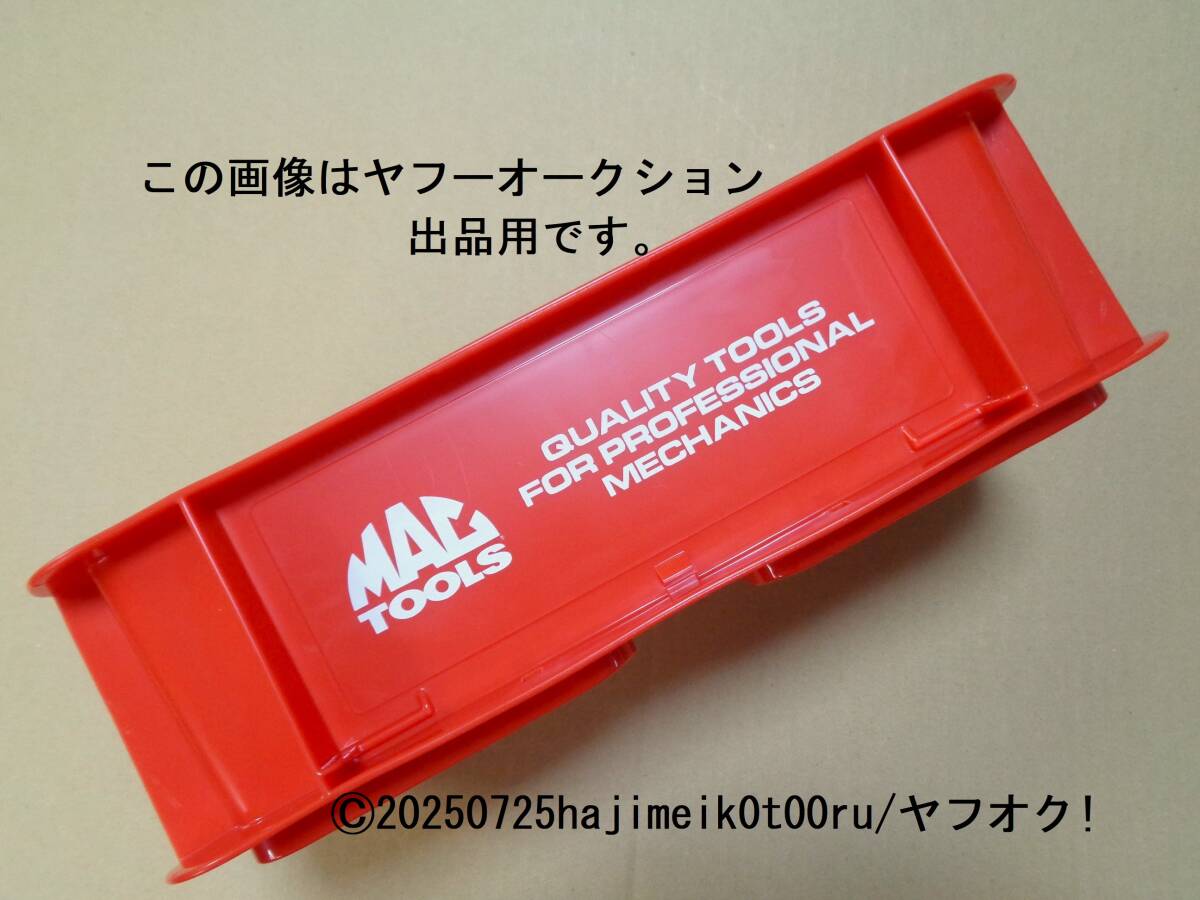 この画像はヤフーオークション
出品用です。
QUALITY TOOLS
FOR PROFESSIONAL
MECHANICS
MAC
TOOLS
©20250725hajimeik0t00ru/ヤフオク!